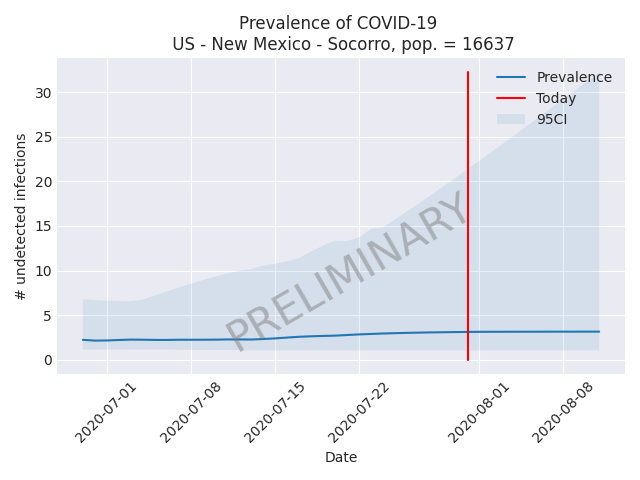 Prevalence of COVID-19
US - New Mexico - Socorro, pop. = 16637
Prevalence
Today
95CI
30
25
20
15
10
5
0
# undetected infections
PRELIMINARY
2020-07-01
2020-07-08
2020-07-15
2020-07-22
2020-08-01
2020-08-08
Date